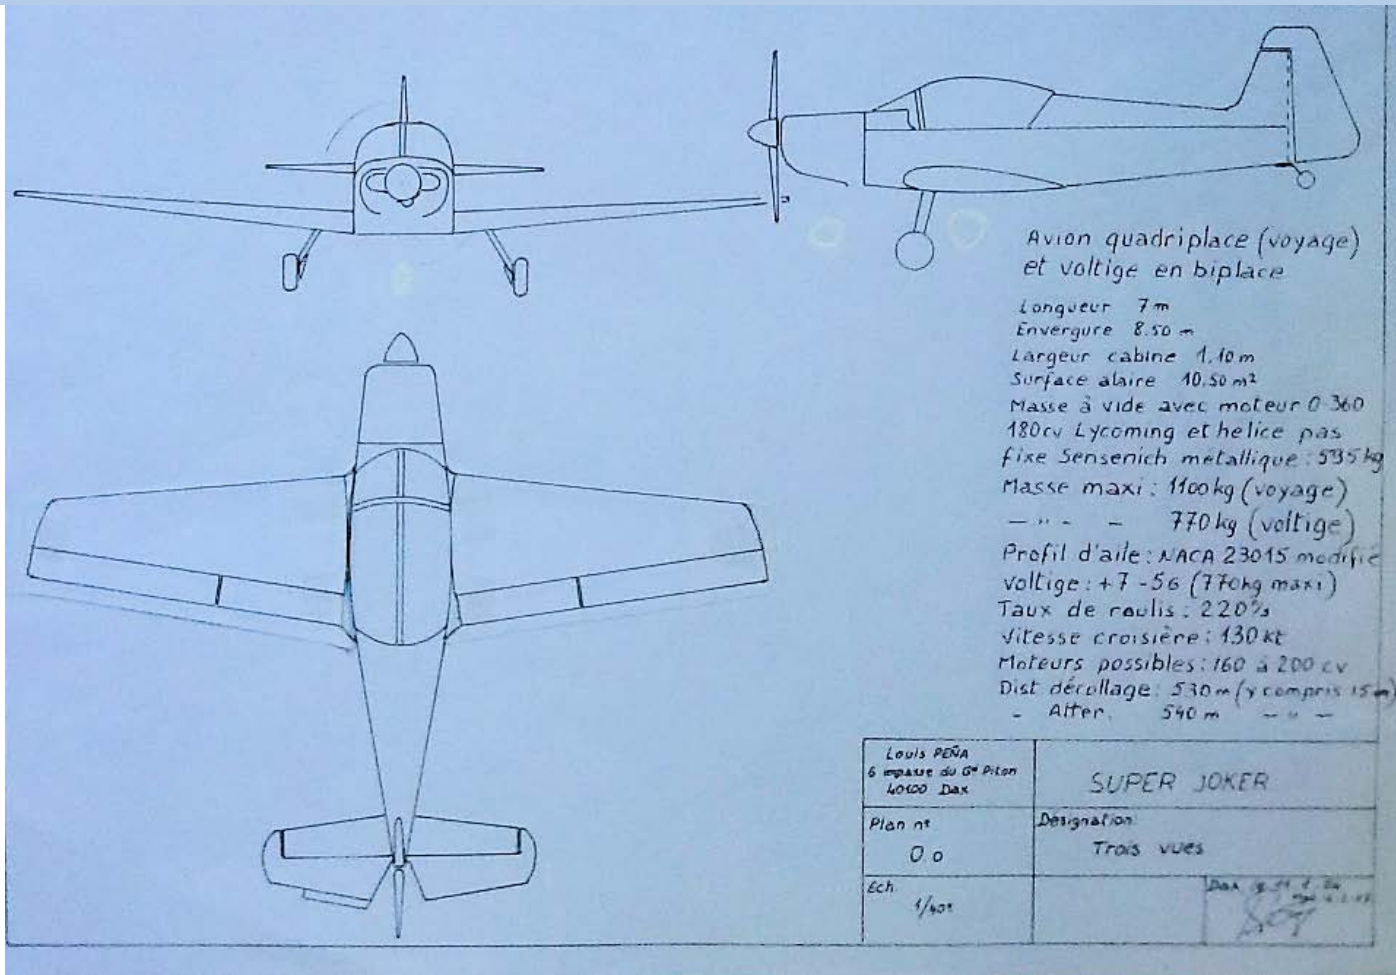 Avion quadriplace (voyage)
et voltige en biplace
Longueur 7 m
Envergure 8.50 m
Largeur cabine 1.10 m
Surface alaire 10.50 m²
Masse à vide avec moteur O-360
180cv Lycoming et helice pas
fixe Sensenich métallique : 595 kg
Masse maxi : 1100 kg (voyage)
— " - — 770 kg (voltige)
Profil d'aile : NACA 23015 modifié
voltige : +7 -5G (770kg maxi)
Taux de roulis : 220°/s
Vitesse croisière : 130 kt
Moteurs possibles : 160 à 200 cv
Dist décollage : 530 m (y compris 15 m)
- Atter. 540 m — " —
Louis PEÑA
6 impasse du Gᵃˡ Piton
40100 Dax
SUPER JOKER
Plan n°
0.0
Désignation:
Trois vues
Ech.
1/40e
Dax